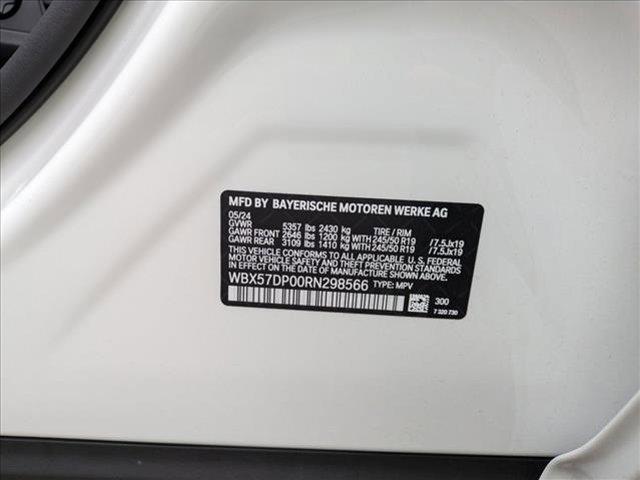 MFD BY BAYERISCHE MOTOREN WERKE AG
05/24
GVWR 5357 lbs 2430 kg TIRE / RIM
GAWR FRONT 2646 lbs 1200 kg WITH 245/50 R19 /7.5Jx19
GAWR REAR 3109 lbs 1410 kg WITH 245/50 R19 /7.5Jx19
THIS VEHICLE CONFORMS TO ALL APPLICABLE U. S. FEDERAL
MOTOR VEHICLE SAFETY, BUMPER, AND THEFT PREVENTION
STANDARDS IN EFFECT ON THE DATE OF MANUFACTURE SHOWN ABOVE.
WBX57DP00RN298566 TYPE: MPV
300
7 320 730